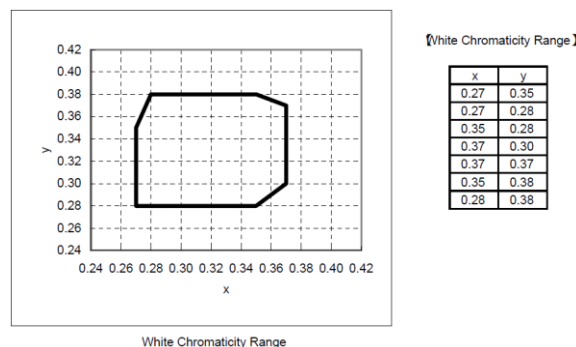 【White Chromaticity Range】
x y
0.27 0.35
0.27 0.28
0.35 0.28
0.37 0.30
0.37 0.37
0.35 0.38
0.28 0.38
0.42
0.40
0.38
0.36
0.34
0.32
0.30
0.28
0.26
0.24
y
0.24 0.26 0.28 0.30 0.32 0.34 0.36 0.38 0.40 0.42
x
White Chromaticity Range